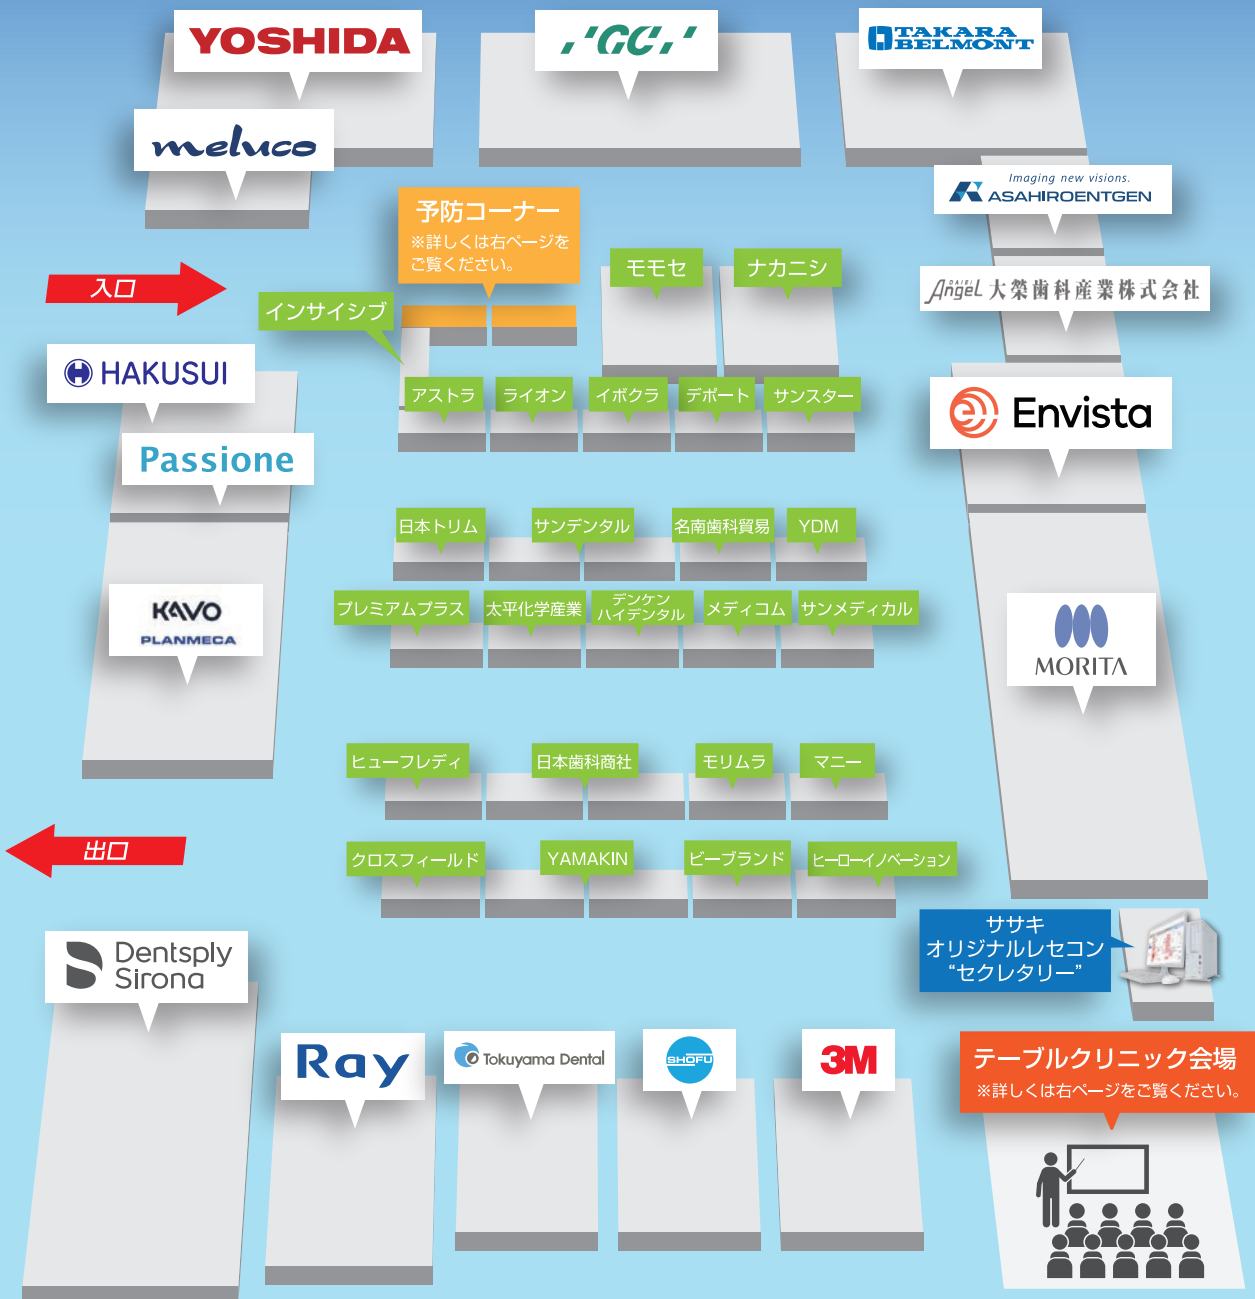 YOSHIDA
'GC'
TAKARA
BELMONT
meluco
Imaging new visions.
ASAHIROENTGEN
予防コーナー
※詳しくは右ページを
ご覧ください。
モモセ
ナカニシ
入口
AngeL 大榮歯科産業株式会社
インサイシブ
HAKUSUI
アストラ
ライオン
イボクラ
デポート
サンスター
Envista
Passione
日本トリム
サンデンタル
名南歯科貿易
YDM
KAVO
PLANMECA
プレミアムプラス
太平化学産業
デンケン
ハイデンタル
メディコム
サンメディカル
MORITA
ヒューフレディ
日本歯科商社
モリムラ
マニー
出口
クロスフィールド
YAMAKIN
ビーブランド
ヒーローイノベーション
ササキ
オリジナルレセコン
“セクレタリー”
Dentsply
Sirona
Ray
Tokuyama Dental
SHOFU
3M
テーブルクリニック会場
※詳しくは右ページをご覧ください。